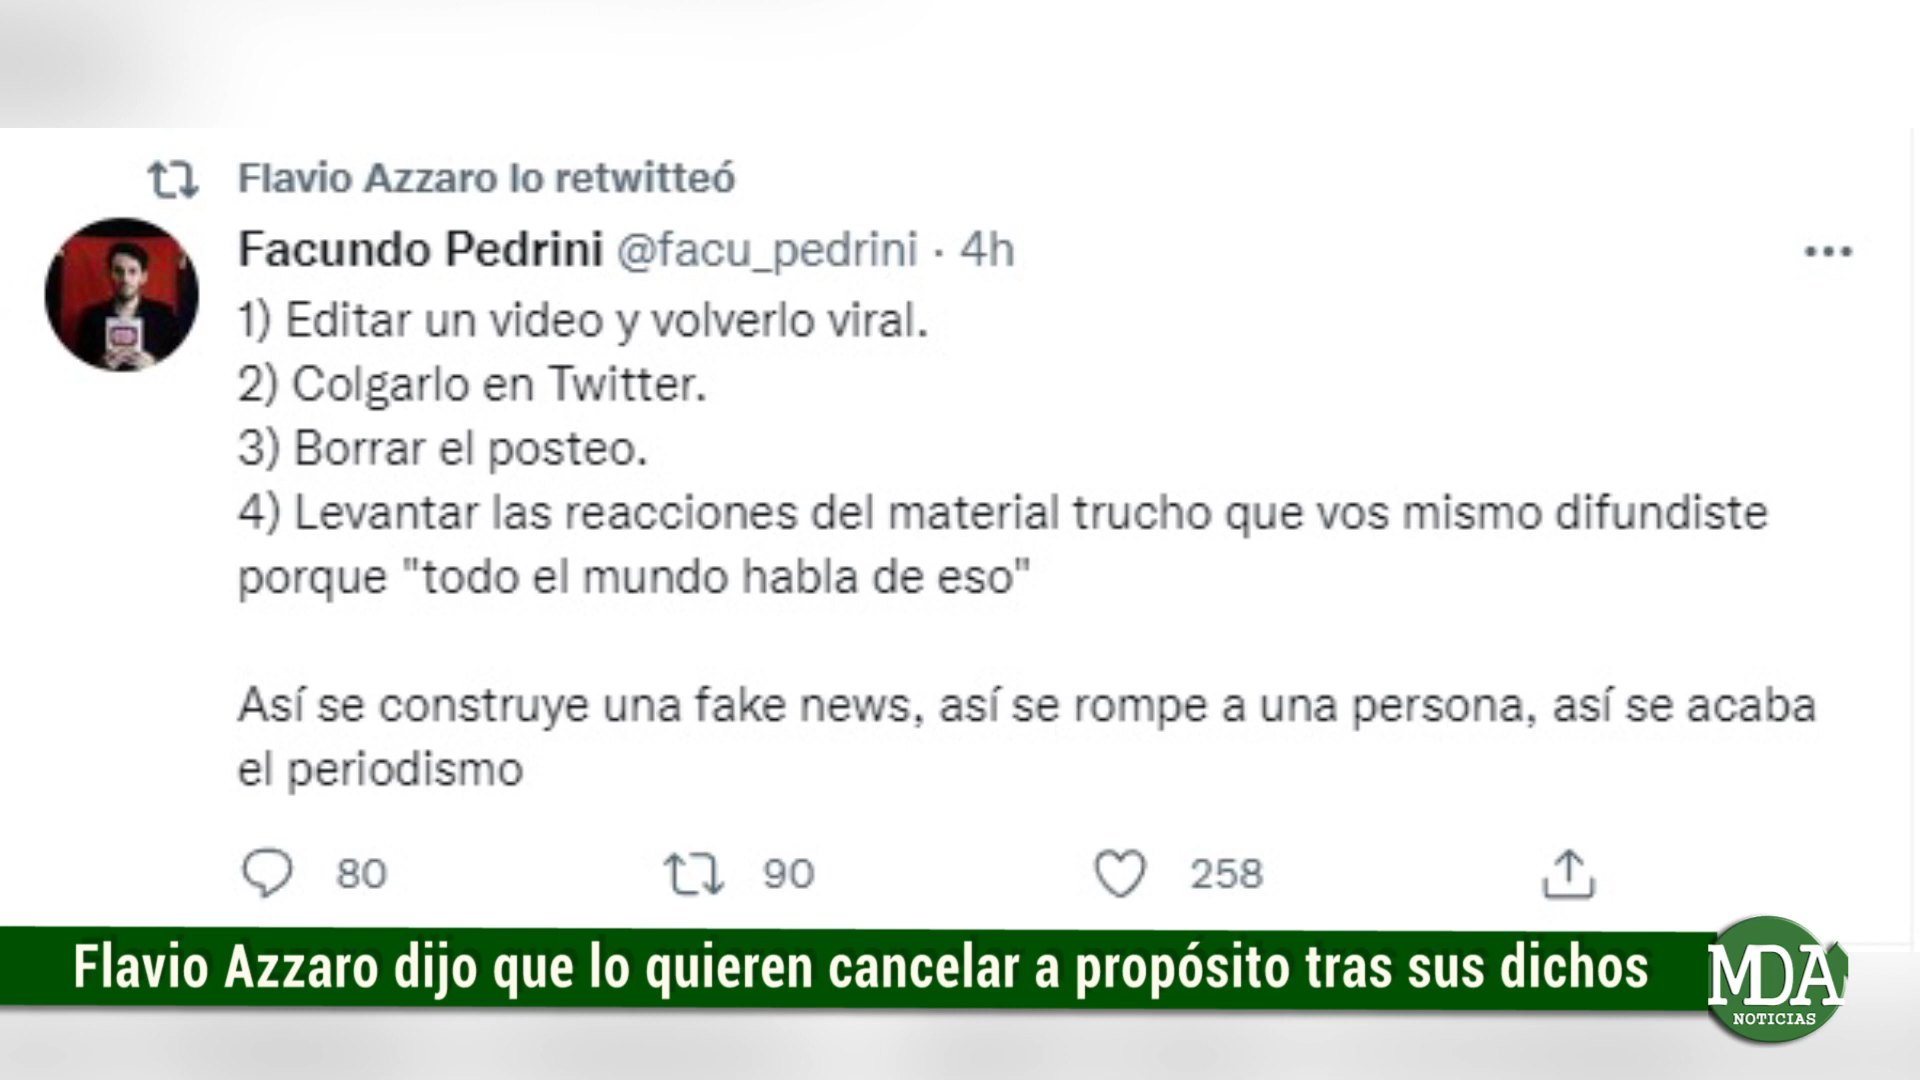 Flavio Azzaro lo retwitteó
Facundo Pedrini @facu_pedrini · 4h
1) Editar un video y volverlo viral.
2) Colgarlo en Twitter.
3) Borrar el posteo.
4) Levantar las reacciones del material trucho que vos mismo difundiste
porque "todo el mundo habla de eso"
Así se construye una fake news, así se rompe a una persona, así se acaba
el periodismo
80 90 258
Flavio Azzaro dijo que lo quieren cancelar a propósito tras sus dichos
MDA
NOTICIAS